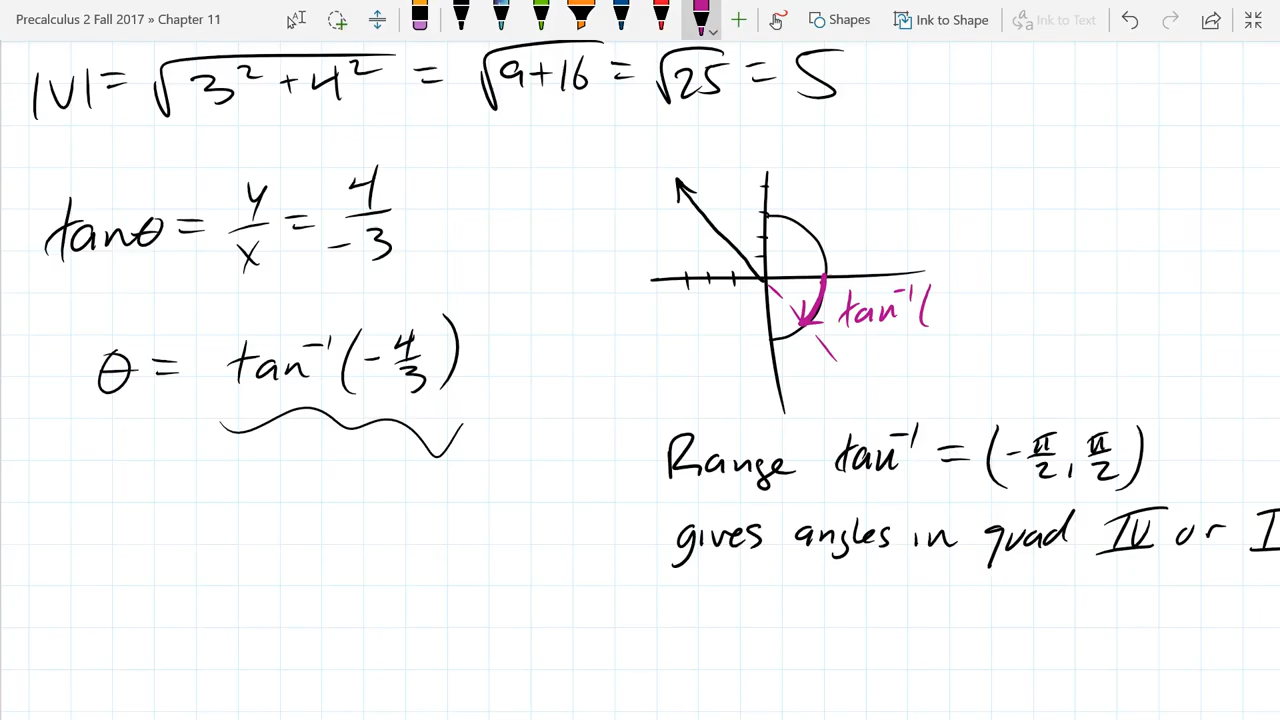 Precalculus 2 Fall 2017 » Chapter 11
Shapes
Ink to Shape
Ink to Text
|V| = √(3² + 4²) = √(9+16) = √25 = 5
tanθ = y/x = 4/-3
θ = tan⁻¹(-4/3)
tan⁻¹(
Range tan⁻¹ = (-π/2, π/2)
gives angles in quad IV or I